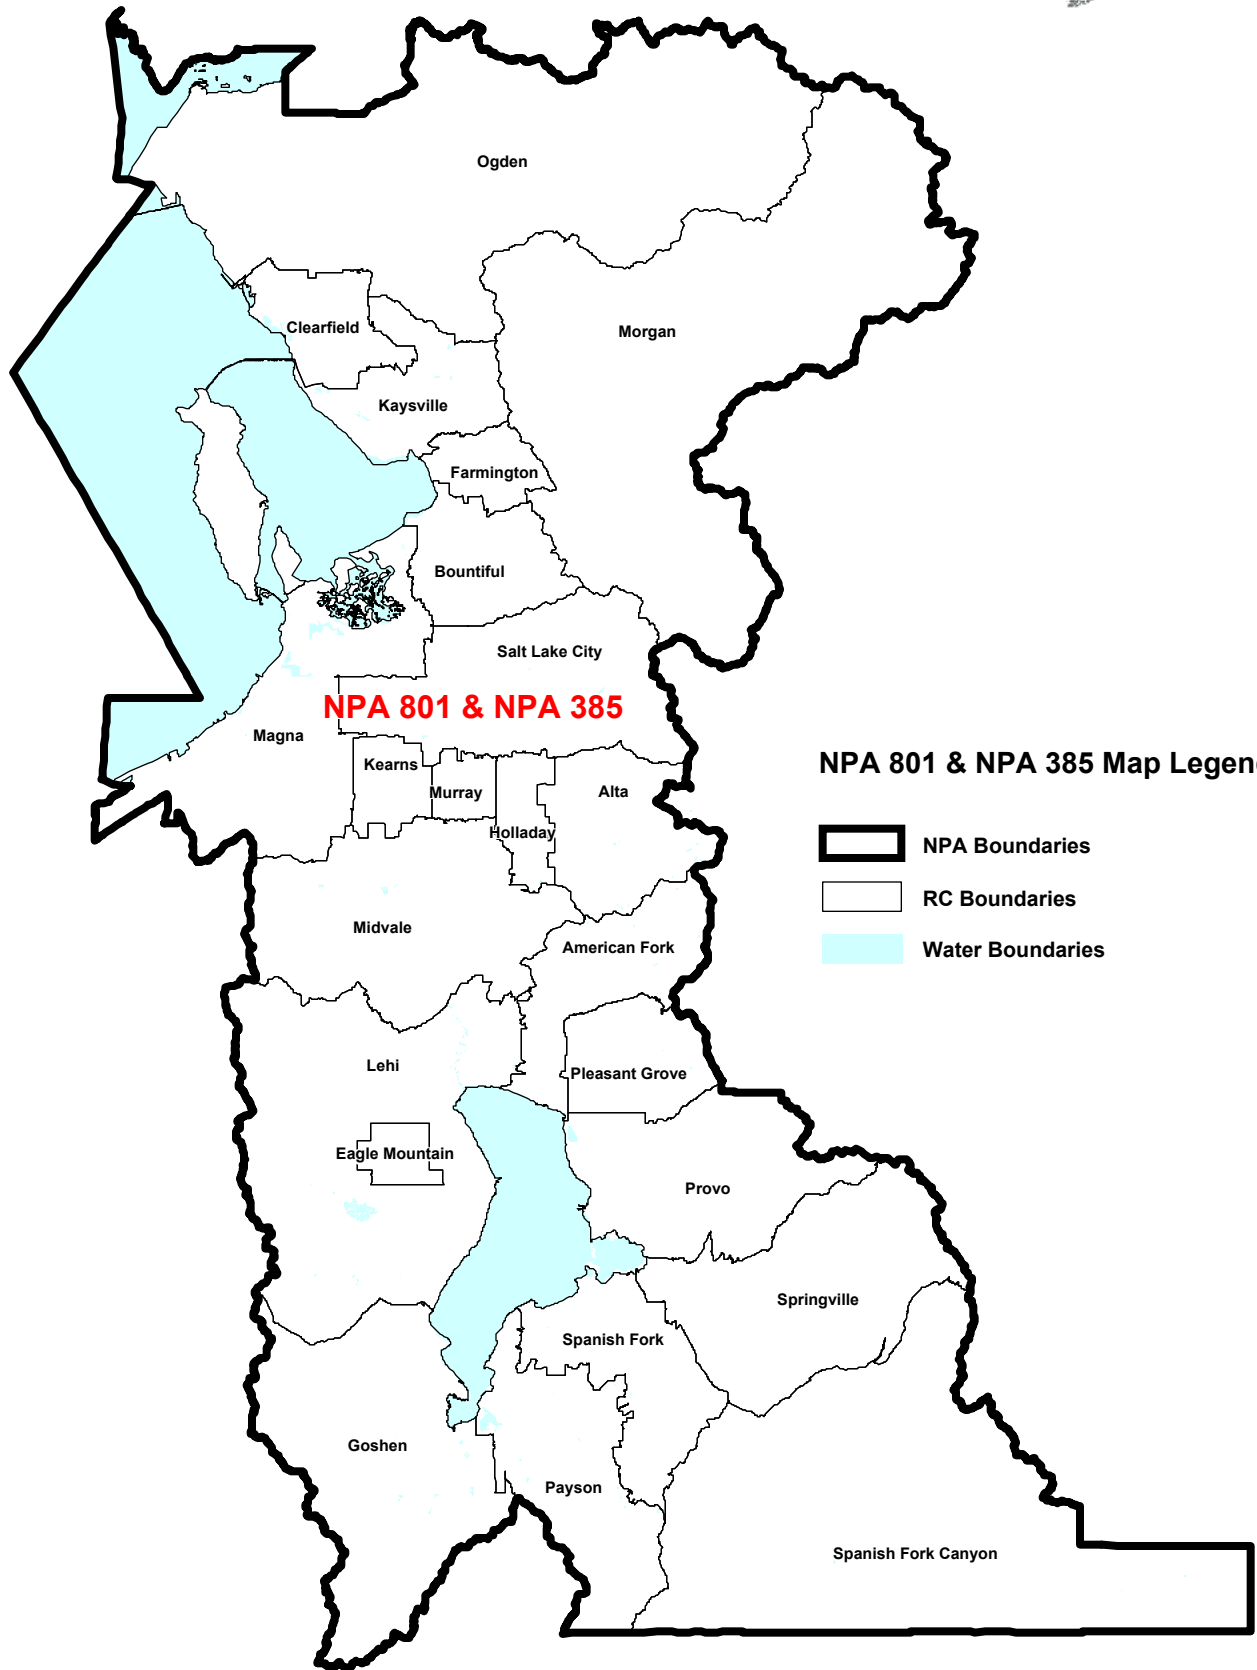 Ogden
Clearfield
Morgan
Kaysville
Farmington
Bountiful
Salt Lake City
NPA 801 & NPA 385
Magna
Kearns
Murray
Alta
Holladay
Midvale
American Fork
Lehi
Pleasant Grove
Eagle Mountain
Provo
Springville
Spanish Fork
Goshen
Payson
Spanish Fork Canyon
NPA 801 & NPA 385 Map Legen
NPA Boundaries
RC Boundaries
Water Boundaries